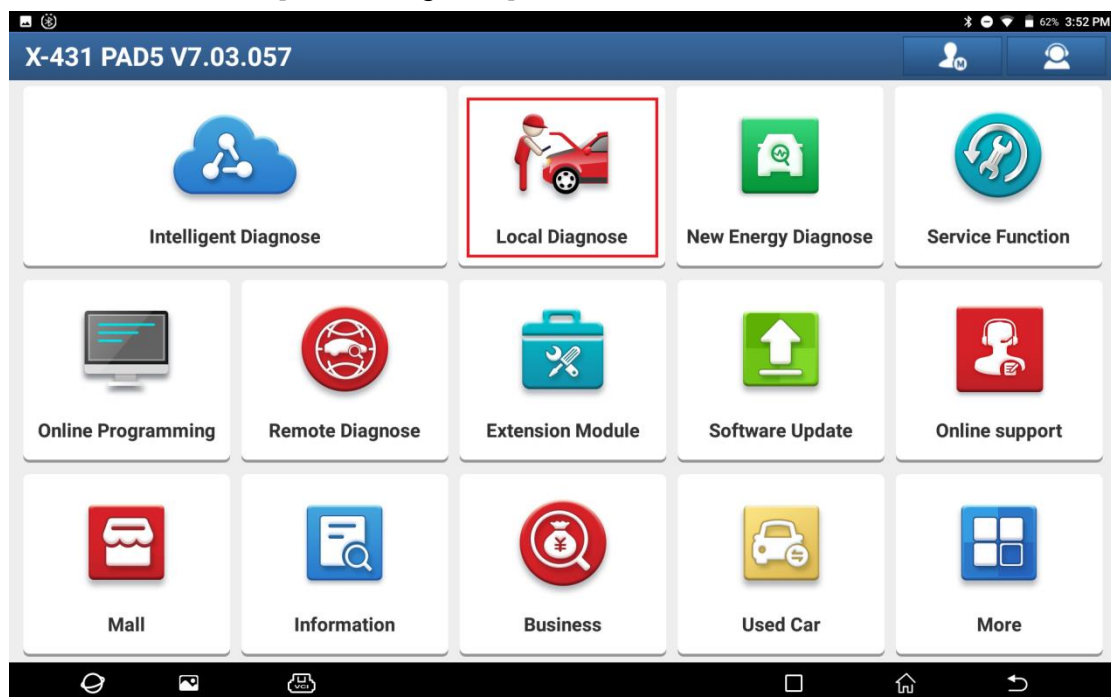 62% 3:52 PM
X-431 PAD5 V7.03.057
M
Intelligent Diagnose
Local Diagnose
New Energy Diagnose
Service Function
Online Programming
Remote Diagnose
Extension Module
Software Update
Online support
¥
Mall
Information
Business
Used Car
More
VCI